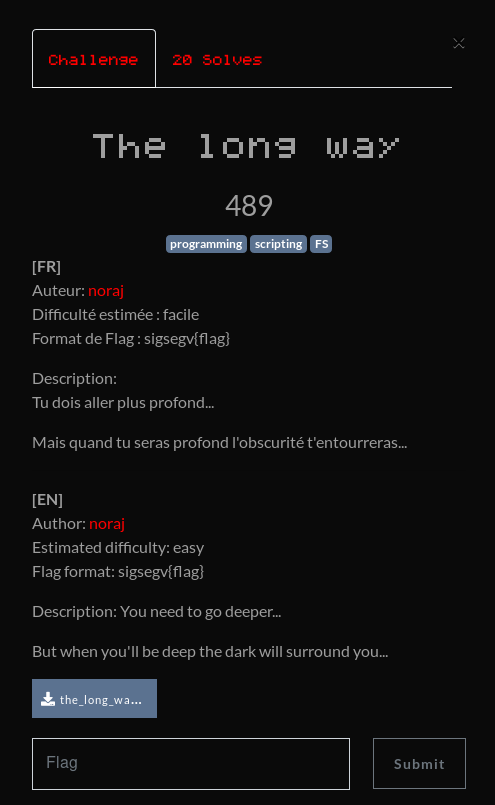 Challenge
20 Solves
×
The long way
489
programming scripting FS
[FR]
Auteur: noraj
Difficulté estimée : facile
Format de Flag : sigsegv{flag}
Description:
Tu dois aller plus profond...
Mais quand tu seras profond l'obscurité t'entourreras...
[EN]
Author: noraj
Estimated difficulty: easy
Flag format: sigsegv{flag}
Description: You need to go deeper...
But when you'll be deep the dark will surround you...
the_long_wa...
Flag
Submit